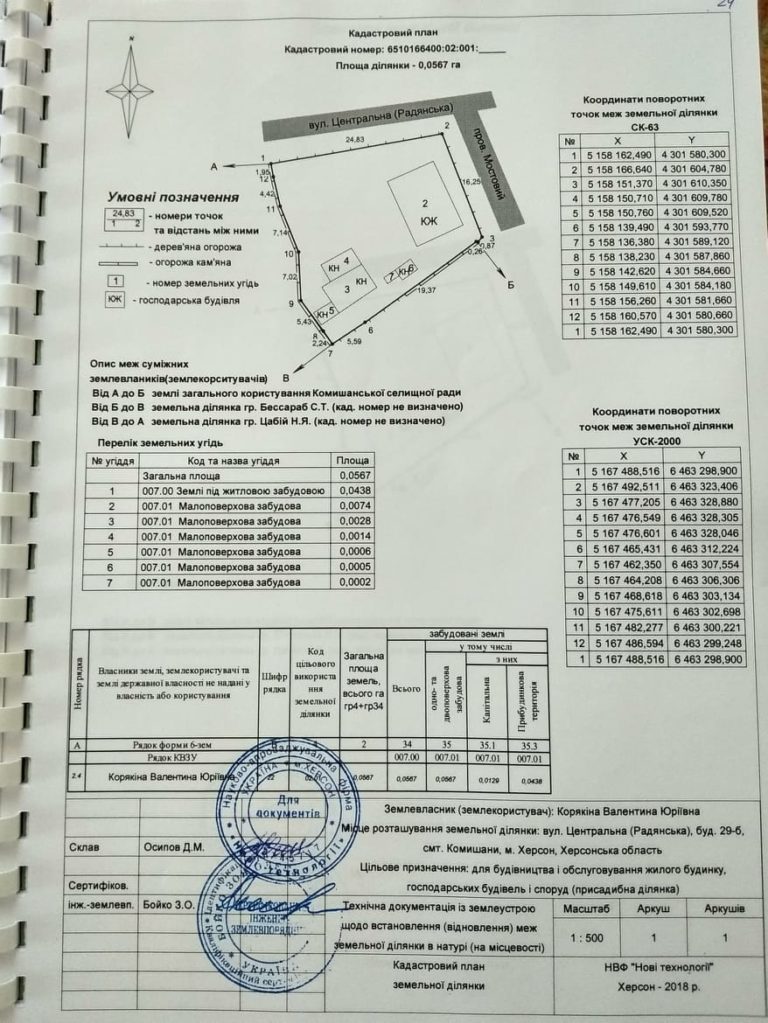 24
Кадастровий план
Кадастровий номер: 6510166400:02:001:_____
Площа ділянки - 0,0567 га
N
вул. Центральна (Радянська)
пров. Мостовий
24,83
16,25
0,87
0,26
19,37
5,59
2,24
5,43
7,02
7,14
4,42
1,95
А
Б
В
1
2
3
6
7
8
9
10
11
12
2
КЖ
4
КН
КН
3
КН 5
7
КН6
Умовні позначення
24,83
1 2
- номери точок
та відстань між ними
- дерев'яна огорожа
- огорожа кам'яна
1 - номер земельних угідь
КЖ - господарська будівля
Координати поворотних
точок меж земельної ділянки
СК-63
№ X Y
1 5 158 162,490 4 301 580,300
2 5 158 166,640 4 301 604,780
3 5 158 151,370 4 301 610,350
4 5 158 150,710 4 301 609,780
5 5 158 150,760 4 301 609,520
6 5 158 139,490 4 301 593,770
7 5 158 136,380 4 301 589,120
8 5 158 138,230 4 301 587,860
9 5 158 142,620 4 301 584,660
10 5 158 149,610 4 301 584,180
11 5 158 156,260 4 301 581,660
12 5 158 160,570 4 301 580,660
1 5 158 162,490 4 301 580,300
Опис меж суміжних
землевлаників(землекорситувачів)
Від А до Б землі загального користування Комишанської селищної ради
Від Б до В земельна ділянка гр. Бессараб С.Т. (кад. номер не визначено)
Від В до А земельна ділянка гр. Цабій Н.Я. (кад. номер не визначено)
Координати поворотних
точок меж земельної ділянки
УСК-2000
№ X Y
1 5 167 488,516 6 463 298,900
2 5 167 492,511 6 463 323,406
3 5 167 477,205 6 463 328,880
4 5 167 476,549 6 463 328,305
5 5 167 476,601 6 463 328,046
6 5 167 465,431 6 463 312,224
7 5 167 462,350 6 463 307,554
8 5 167 464,208 6 463 306,306
9 5 167 468,618 6 463 303,134
10 5 167 475,611 6 463 302,698
11 5 167 482,277 6 463 300,221
12 5 167 486,594 6 463 299,248
1 5 167 488,516 6 463 298,900
Перелік земельних угідь
№ угіддя Код та назва угіддя Площа
Загальна площа 0,0567
1 007.00 Землі під житловою забудовою 0,0438
2 007.01 Малоповерхова забудова 0,0074
3 007.01 Малоповерхова забудова 0,0028
4 007.01 Малоповерхова забудова 0,0014
5 007.01 Малоповерхова забудова 0,0006
6 007.01 Малоповерхова забудова 0,0005
7 007.01 Малоповерхова забудова 0,0002
Номер рядка
Власники землі, землекористувачі та
землі державної власності не надані у
власність або користування
Шифр
рядка
Код
цільового
використа
ння
земельної
ділянки
Загальна
площа
земель,
всього га
гр4+гр34
забудовані землі
Всього
у тому числі
одно- та
двоповерхова
забудова
з них
Капітальна
Прибудинкова
територія
А Рядок форми 6-зем 2 34 35 35.1 35.3
Рядок КВЗУ 007.00 007.01 007.01 007.01
2.4 Корякіна Валентина Юріївна 22 0,0567 0,0567 0,0567 0,0129 0,0438
Науково-впроваджувальна фірма
УКРАЇНА * м.ХЕРСОН
Для
документів
Землевласник (землекористувач): Корякіна Валентина Юріївна
Місце розташування земельної ділянки: вул. Центральна (Радянська), буд. 29-б,
смт. Комишани, м. Херсон, Херсонська область
Цільове призначення: для будівництва і обслуговування жилого будинку,
господарських будівель і споруд (присадибна ділянка)
Склав Осипов Д.М.
Сертифіков.
інж.-землевп. Бойко З.О.
ІНЖЕНЕР
ЗЕМЛЕВПОРЯДНИК
УКРАЇНА
Технічна документація із землеустрою
щодо встановлення (відновлення) меж
земельної ділянки в натурі (на місцевості)
Масштаб Аркуш Аркушів
1 : 500 1 1
Кадастровий план
земельної ділянки
НВФ "Нові технології"
Херсон - 2018 р.